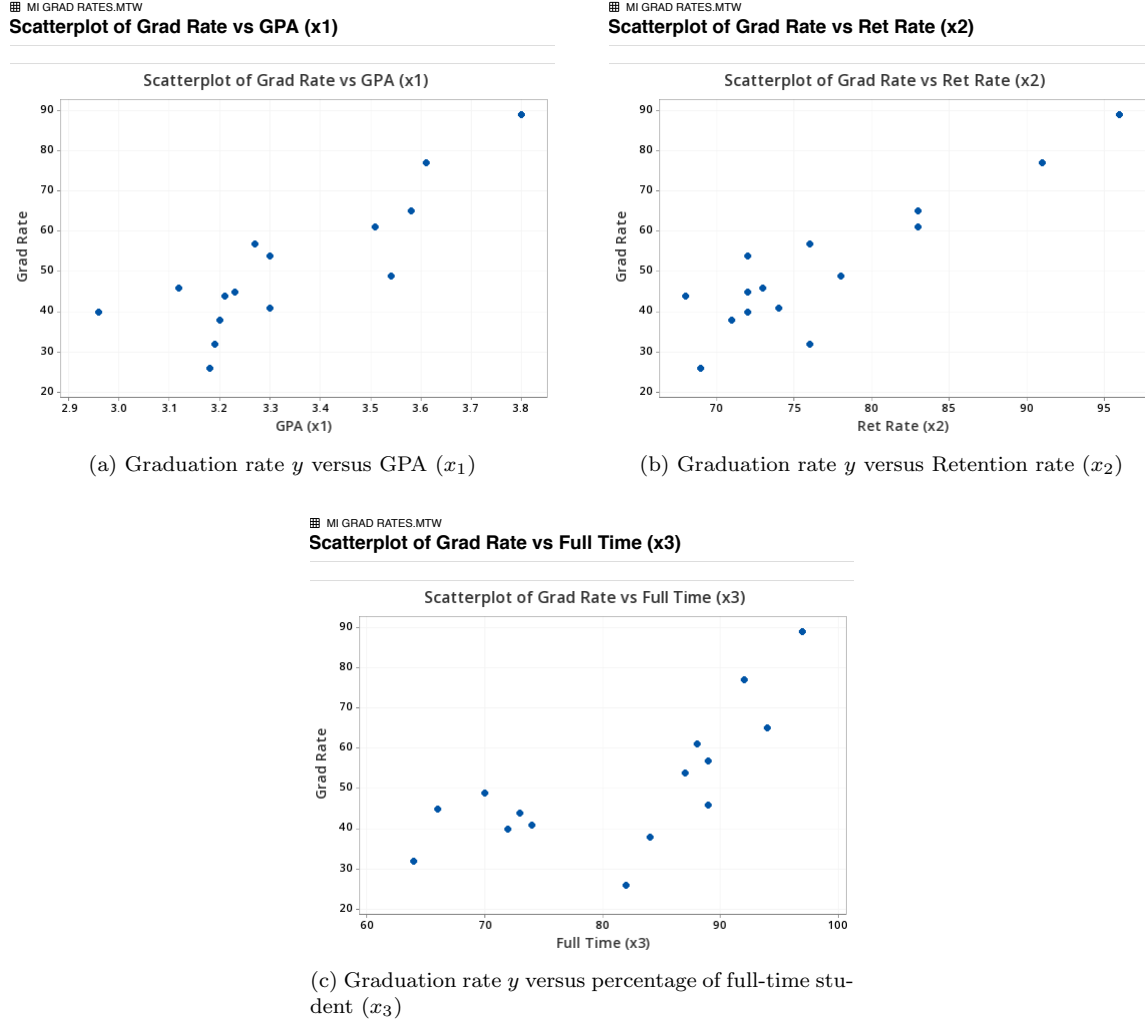 MI GRAD RATES.MTW
Scatterplot of Grad Rate vs GPA (x1)
Scatterplot of Grad Rate vs GPA (x1)
90
80
70
60
50
40
30
20
Grad Rate
2.9 3.0 3.1 3.2 3.3 3.4 3.5 3.6 3.7 3.8
GPA (x1)
(a) Graduation rate y versus GPA (x₁)
MI GRAD RATES.MTW
Scatterplot of Grad Rate vs Ret Rate (x2)
Scatterplot of Grad Rate vs Ret Rate (x2)
90
80
70
60
50
40
30
20
Grad Rate
70 75 80 85 90 95
Ret Rate (x2)
(b) Graduation rate y versus Retention rate (x₂)
MI GRAD RATES.MTW
Scatterplot of Grad Rate vs Full Time (x3)
Scatterplot of Grad Rate vs Full Time (x3)
90
80
70
60
50
40
30
20
Grad Rate
60 70 80 90 100
Full Time (x3)
(c) Graduation rate y versus percentage of full-time stu-
dent (x₃)